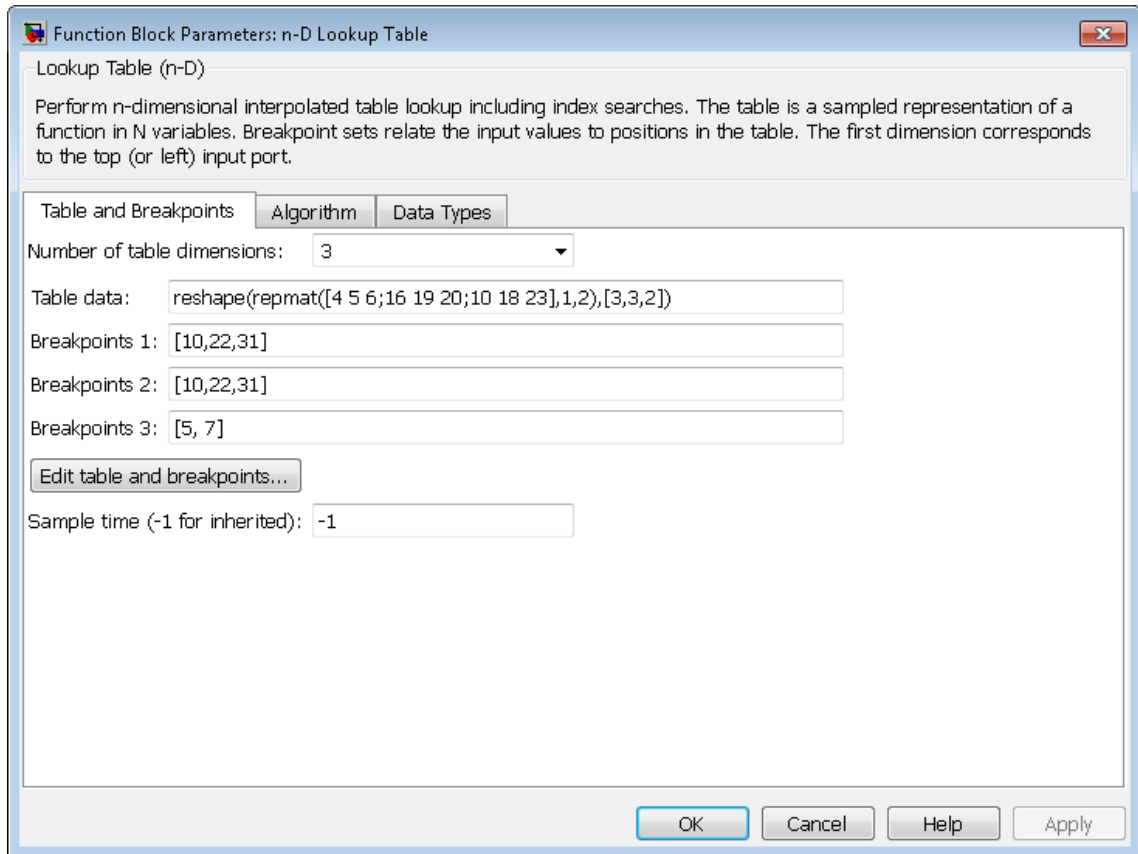 Function Block Parameters: n-D Lookup Table
Lookup Table (n-D)
Perform n-dimensional interpolated table lookup including index searches. The table is a sampled representation of a
function in N variables. Breakpoint sets relate the input values to positions in the table. The first dimension corresponds
to the top (or left) input port.
Table and Breakpoints Algorithm Data Types
Number of table dimensions: 3
Table data: reshape(repmat([4 5 6;16 19 20;10 18 23],1,2),[3,3,2])
Breakpoints 1: [10,22,31]
Breakpoints 2: [10,22,31]
Breakpoints 3: [5, 7]
Edit table and breakpoints...
Sample time (-1 for inherited): -1
OK Cancel Help Apply